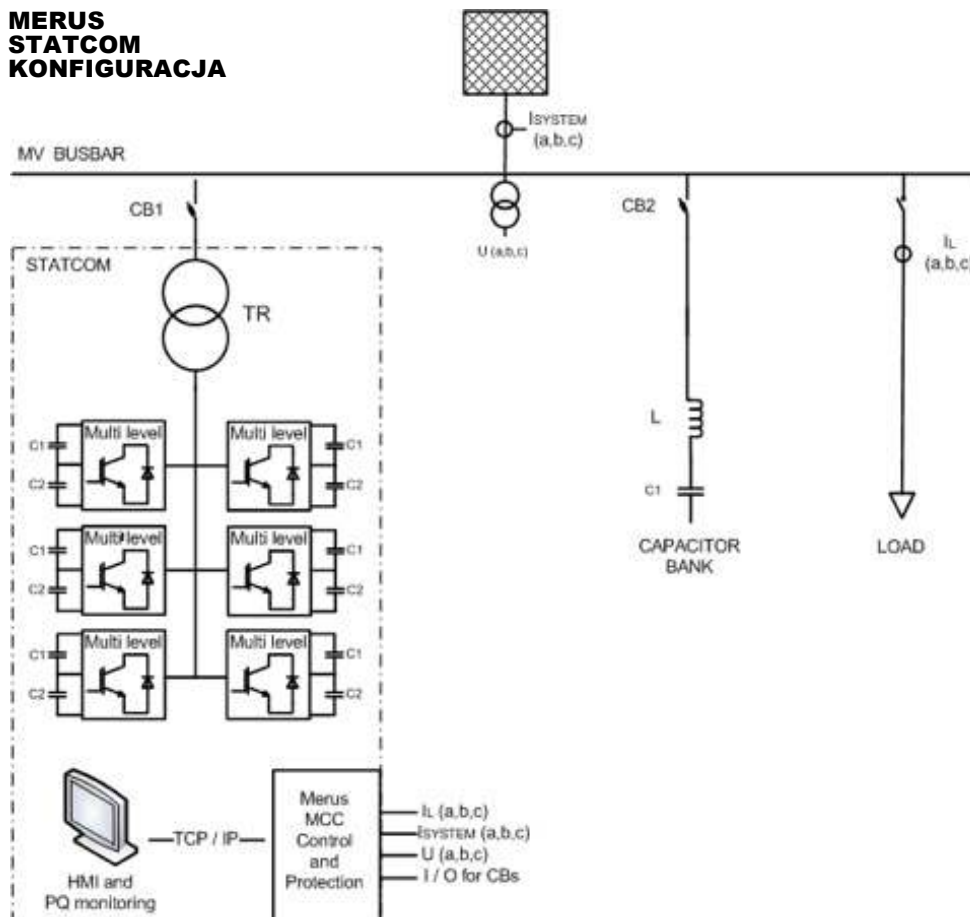 MERUS
STATCOM
KONFIGURACJA
ISYSTEM
(a,b,c)
MV BUSBAR
CB1
CB2
U (a,b,c)
IL
(a,b,c)
STATCOM
TR
Multi level
Multi level
C1
C1
C2
C2
Multi level
Multi level
C1
C1
C2
C2
Multi level
Multi level
C1
C1
C2
C2
L
C1
CAPACITOR
BANK
LOAD
Merus
MCC
Control
and
Protection
TCP / IP
IL (a,b,c)
ISYSTEM (a,b,c)
U (a,b,c)
I / O for CBs
HMI and
PQ monitoring